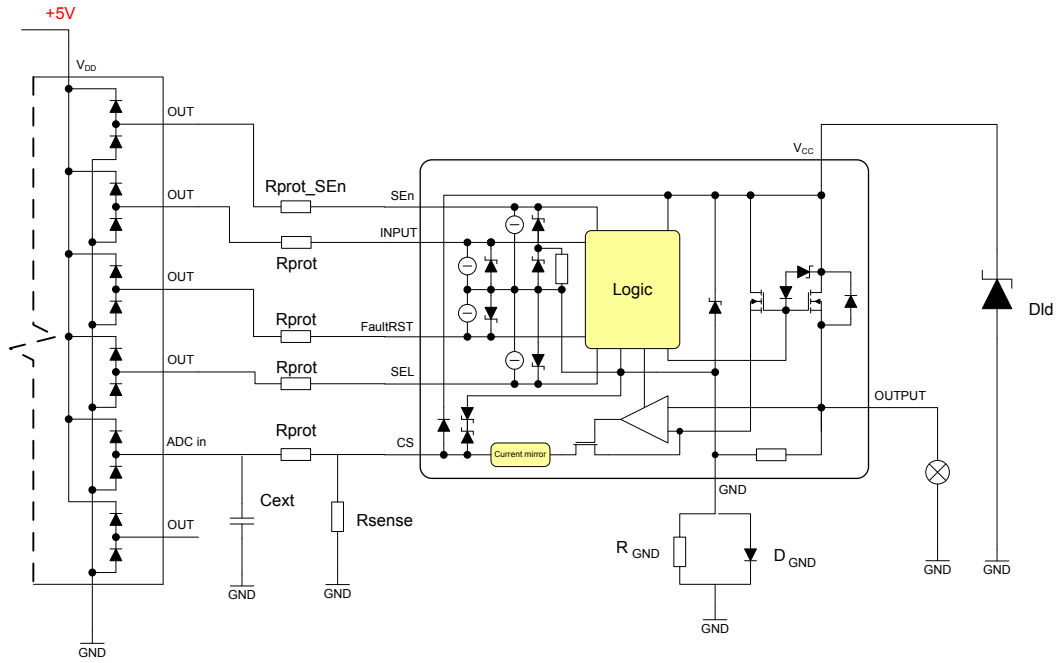 +5V
VDD
OUT
VCC
Rprot_SEn
SEn
OUT
INPUT
Rprot
Logic
OUT
Dld
Rprot
FaultRST
OUT
SEL
Rprot
OUTPUT
Rprot
ADC in
CS
Current mirror
GND
Cext
Rsense
OUT
R GND
D GND
GND
GND
GND
GND
GND
GND